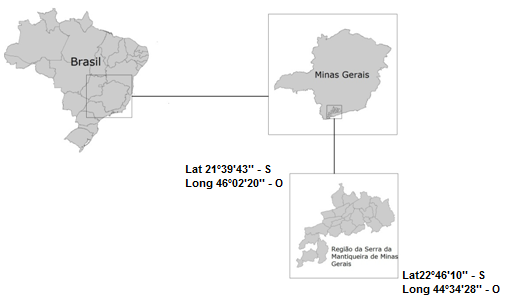 Brasil
Minas Gerais
Lat 21°39'43" - S
Long 46°02'20" - O
Região da Serra da
Mantiqueira de Minas
Gerais
Lat22°46'10" - S
Long 44°34'28" - O